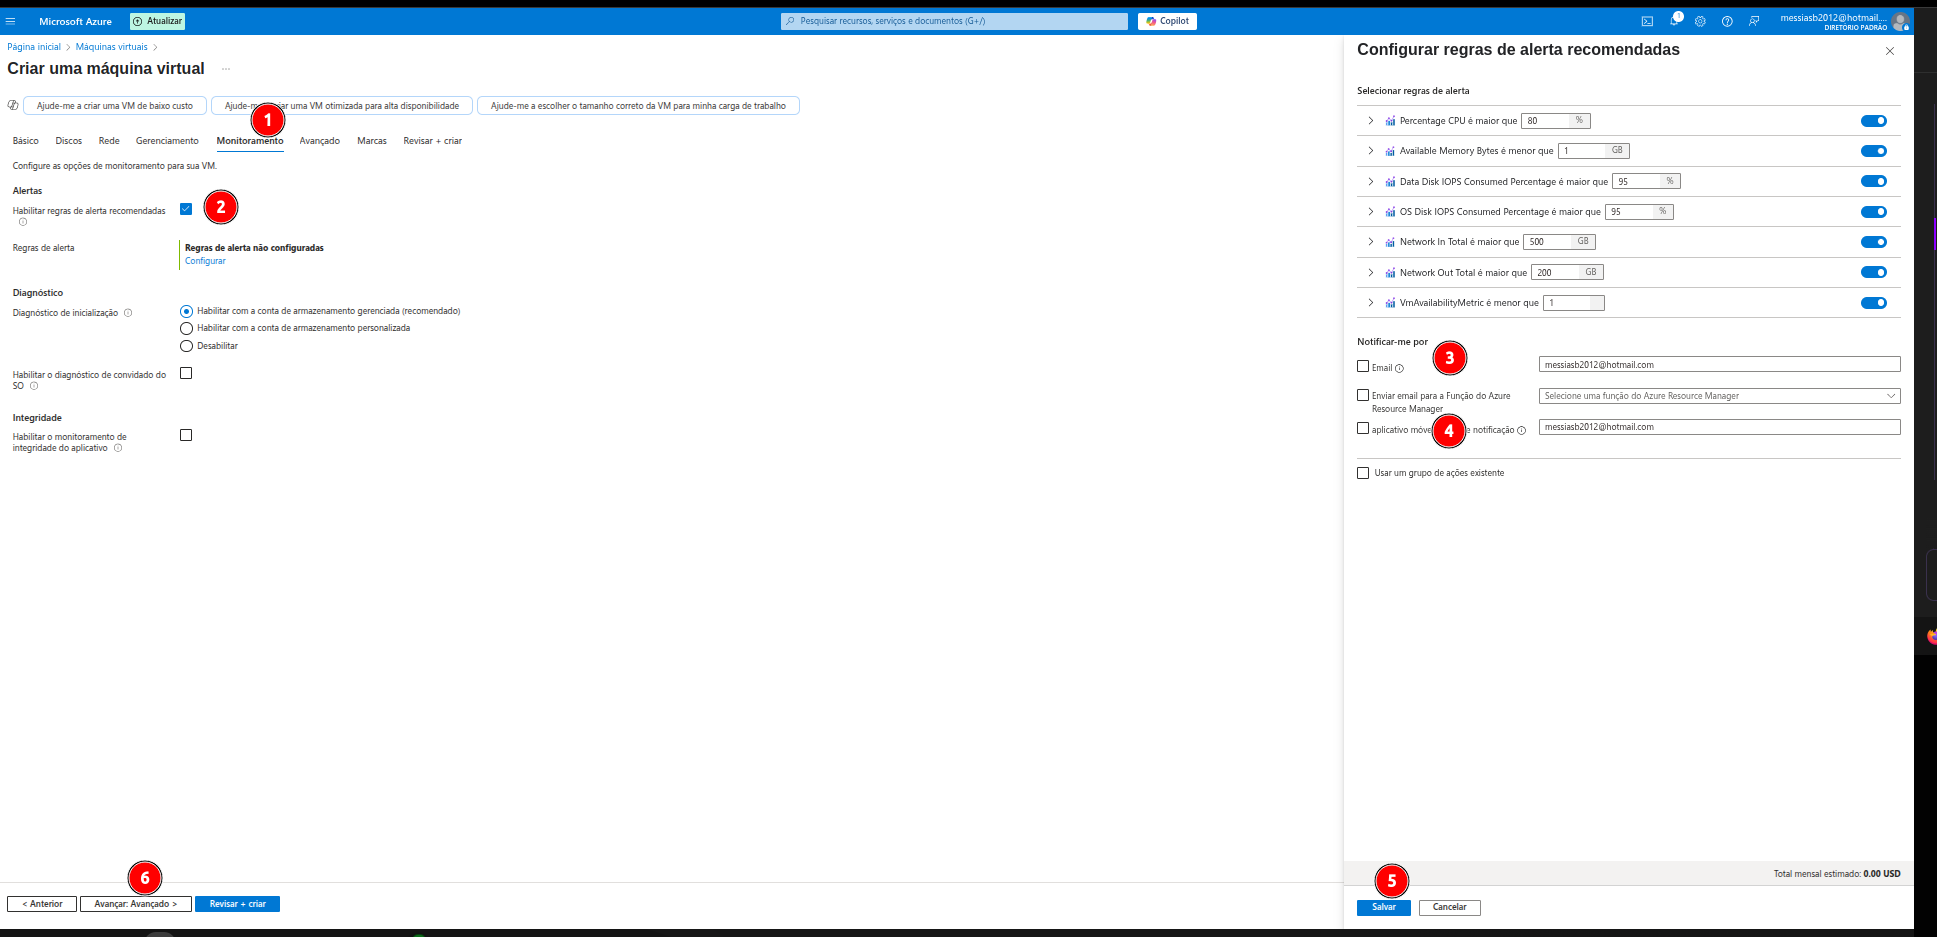 Microsoft Azure
Atualizar
Pesquisar recursos, serviços e documentos (G+/)
Copilot
1
messiasb2012@hotmail....
DIRETÓRIO PADRÃO
Página inicial > Máquinas virtuais >
Criar uma máquina virtual ...
Ajude-me a criar uma VM de baixo custo
Ajude- iar uma VM otimizada para alta disponibilidade
Ajude-me a escolher o tamanho correto da VM para minha carga de trabalho
1
Básico Discos Rede Gerenciamento Monitoramento Avançado Marcas Revisar + criar
Configure as opções de monitoramento para sua VM.
Alertas
Habilitar regras de alerta recomendadas
2
Regras de alerta
Regras de alerta não configuradas
Configurar
Diagnóstico
Diagnóstico de inicialização
Habilitar com a conta de armazenamento gerenciada (recomendado)
Habilitar com a conta de armazenamento personalizada
Desabilitar
Habilitar o diagnóstico de convidado do
SO
Integridade
Habilitar o monitoramento de
integridade do aplicativo
6
< Anterior
Avançar: Avançado >
Revisar + criar
Configurar regras de alerta recomendadas
Selecionar regras de alerta
Percentage CPU é maior que 80 %
Available Memory Bytes é menor que 1 GB
Data Disk IOPS Consumed Percentage é maior que 95 %
OS Disk IOPS Consumed Percentage é maior que 95 %
Network In Total é maior que 500 GB
Network Out Total é maior que 200 GB
VmAvailabilityMetric é menor que 1
Notificar-me por
3
Email
messiasb2012@hotmail.com
Enviar email para a Função do Azure
Resource Manager
Selecione uma função do Azure Resource Manager
4
aplicativo móve e notificação
messiasb2012@hotmail.com
Usar um grupo de ações existente
Total mensal estimado: 0.00 USD
5
Salvar
Cancelar